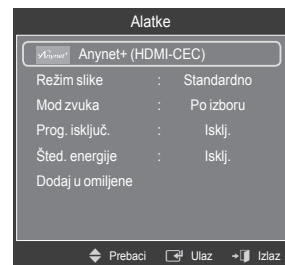 Alatke
Anynet+ Anynet+ (HDMI-CEC)
Režim slike : Standardno
Mod zvuka : Po izboru
Prog. isključ. : Isklj.
Šted. energije : Isklj.
Dodaj u omiljene
Prebaci Ulaz Izlaz